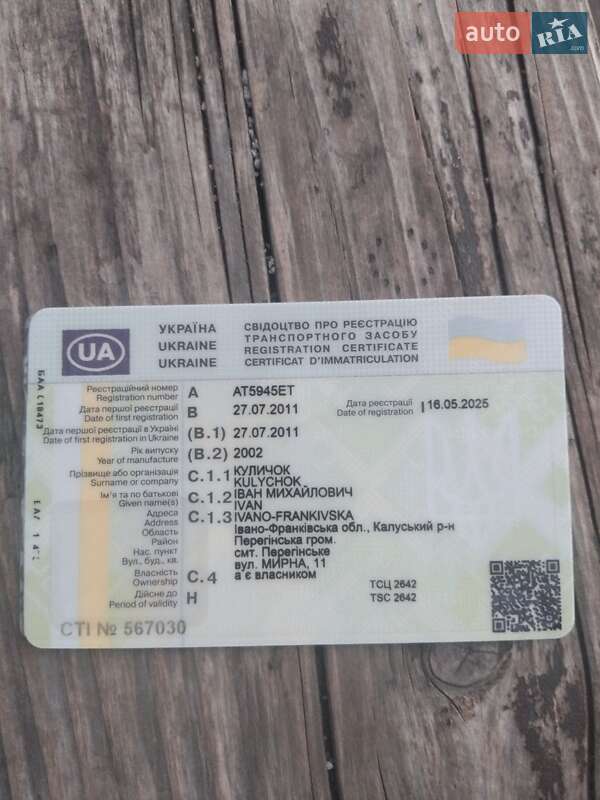 auto RIA .com
УКРАЇНА
UKRAINE
UKRAINE
СВІДОЦТВО ПРО РЕЄСТРАЦІЮ
ТРАНСПОРТНОГО ЗАСОБУ
REGISTRATION CERTIFICATE
CERTIFICAT D'IMMATRICULATION
UA
Реєстраційний номер
Registration number
A
AT5945ET
Дата першої реєстрації
Date of first registration
B
27.07.2011
Дата реєстрації
Date of registration
I
16.05.2025
Дата першої реєстрації в Україні
Date of first registration in Ukraine
(B.1)
27.07.2011
Рік випуску
Year of manufacture
(B.2)
2002
Прізвище або організація
Surname or company
C.1.1
КУЛИЧОК
KULYCHOK
Ім'я та по батькові
Given name(s)
C.1.2
ІВАН МИХАЙЛОВИЧ
IVAN
Адреса
Address
Область
Район
Нас. пункт
Вул., буд., кв.
C.1.3
IVANO-FRANKIVSKA
Івано-Франківська обл., Калуський р-н
Перегінська гром.
смт. Перегінське
вул. МИРНА, 11
Власність
Ownership
C.4
а є власником
Дійсне до
Period of validity
H
ТСЦ 2642
TSC 2642
СТІ № 567030